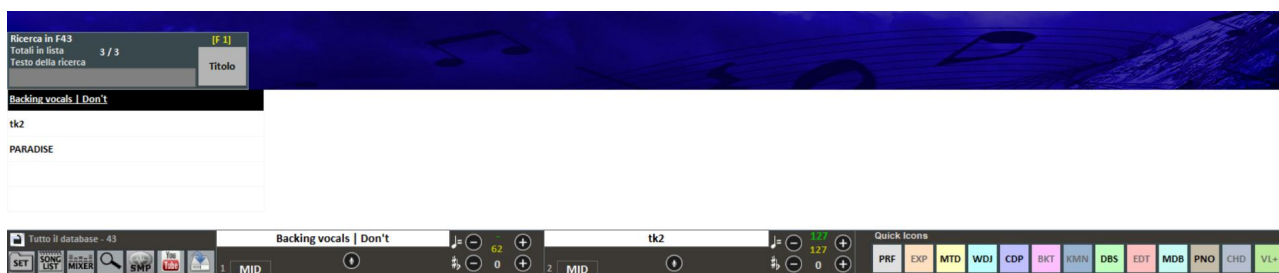 Ricerca in F43
[F 1]
Totali in lista 3 / 3
Testo della ricerca
Titolo
Backing vocals | Don't
tk2
PARADISE
Tutto il database - 43
SET
SONG LIST
MIXER
SMP
You Tube
Backing vocals | Don't
1 MID
-
62
0
tk2
2 MID
127
127
0
Quick Icons
PRF EXP MTD WDJ CDP BKT KMN DBS EDT MDB PNO CHD VL+